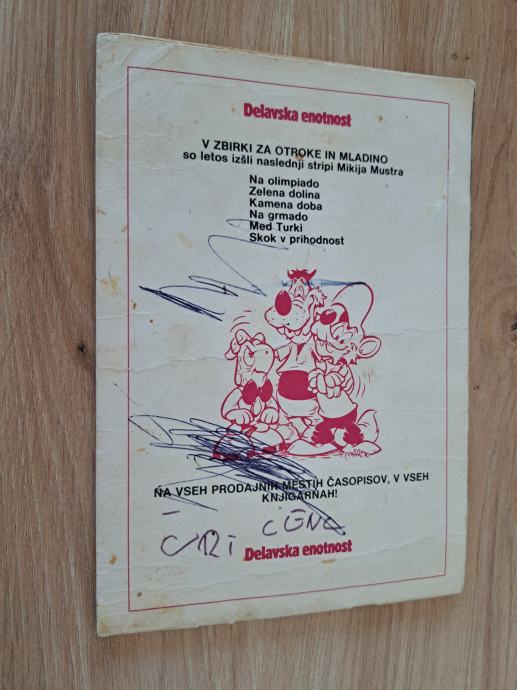 Delavska enotnost
V ZBIRKI ZA OTROKE IN MLADINO
so letos izšli naslednji stripi Mikija Mustra
Na olimpiado
Zelena dolina
Kamena doba
Na grmado
Med Turki
Skok v prihodnost
NA VSEH PRODAJNIH MESTIH ČASOPISOV, V VSEH
KNJIGARNAH!
Delavska enotnost